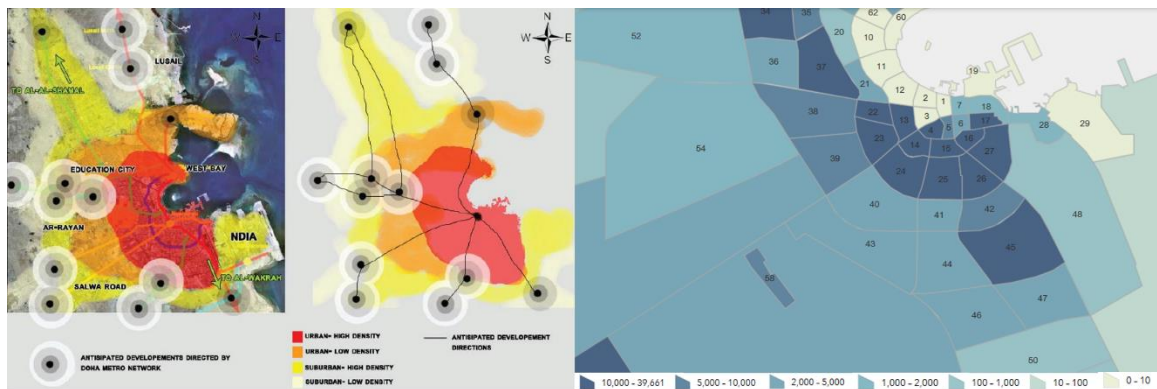 N
W E
S
LUSAIL
TO AL-AL-SHAMAL
EDUCATION CITY
WEST-BAY
AR-RAYAN
NDIA
SALWA ROAD
TO AL-WAKRAH
ANTISIPATED DEVELOPEMENTS DIRECTED BY
DOHA METRO NETWORK
N
W E
S
URBAN- HIGH DENSITY
URBAN- LOW DENSITY
SUBURBAN- HIGH DENSITY
SUBURBAN- LOW DENSITY
ANTISIPATED DEVELOPEMENT
DIRECTIONS
34 35 62 60
52 20 10
36 37 11 19
21 12 2 1
38 22 13 3 7 18
4 5 6 17 28 29
54 23 14 15 16 27
39 24 25 26
40 41 42 48
43 44 45
58
46 47
50
10,000 - 39,661 5,000 - 10,000 2,000 - 5,000 1,000 - 2,000 100 - 1,000 10 - 100 0 - 10